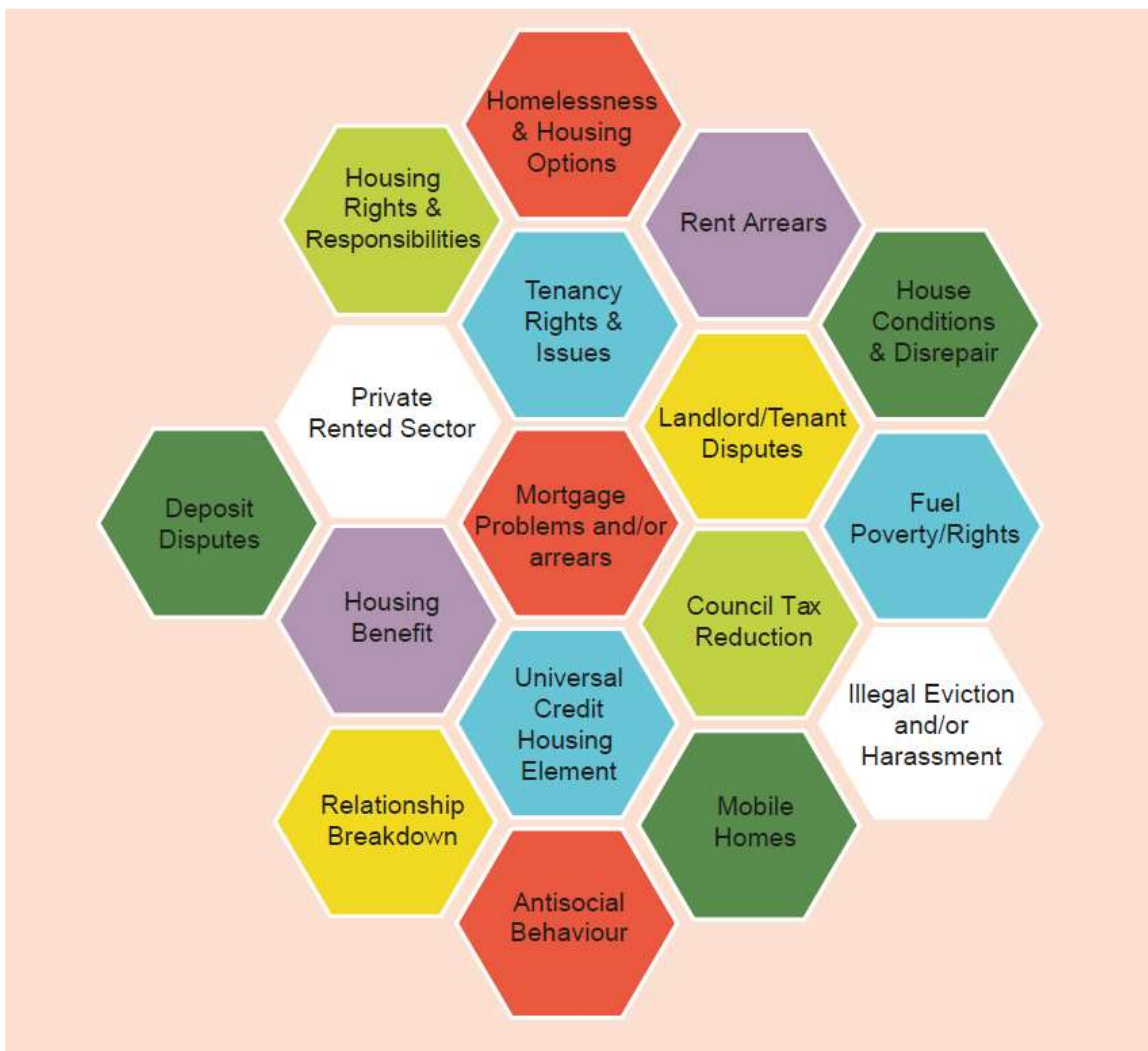 Homelessness
& Housing
Options
Housing
Rights &
Responsibilities
Rent Arrears
Tenancy
Rights &
Issues
House
Conditions
& Disrepair
Private
Rented Sector
Landlord/Tenant
Disputes
Deposit
Disputes
Mortgage
Problems and/or
arrears
Fuel
Poverty/Rights
Housing
Benefit
Council Tax
Reduction
Universal
Credit
Housing
Element
Illegal Eviction
and/or
Harassment
Relationship
Breakdown
Mobile
Homes
Antisocial
Behaviour